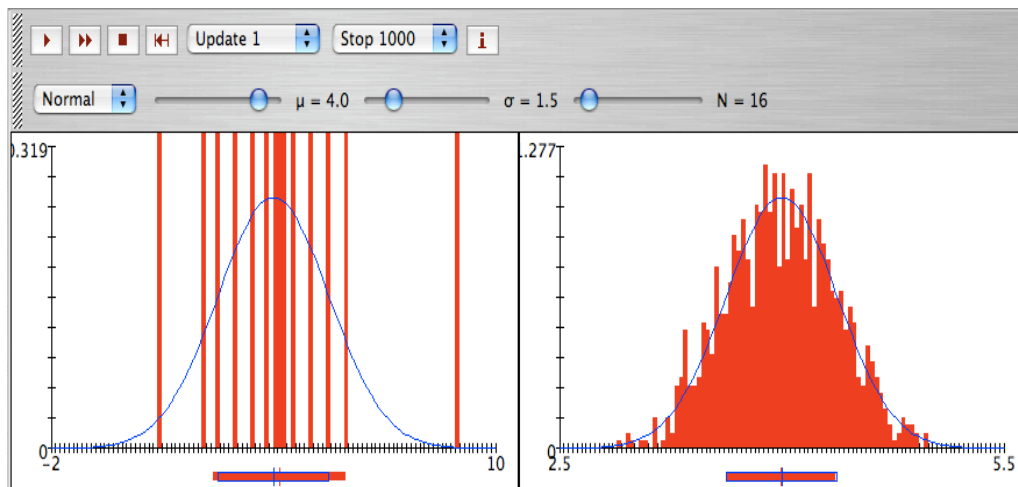 Update 1 Stop 1000 i
Normal μ = 4.0 σ = 1.5 N = 16
0.319 1.277
0 0
-2 10 2.5 5.5